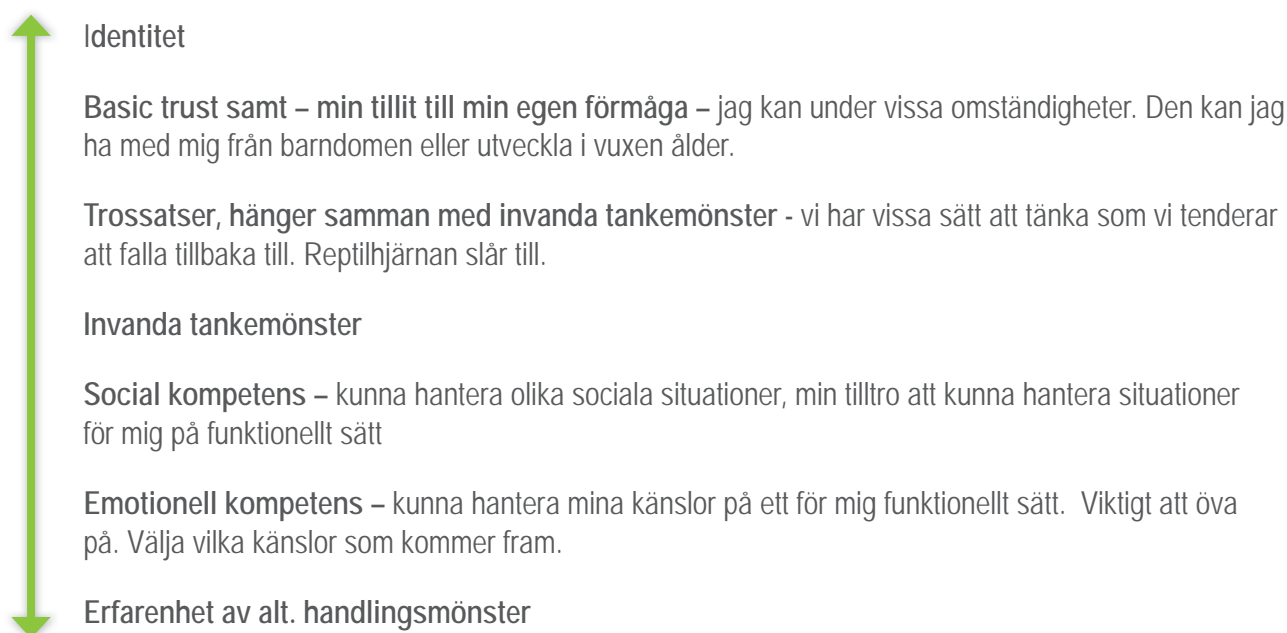 Identitet
Basic trust samt – min tillit till min egen förmåga – jag kan under vissa omständigheter. Den kan jag
ha med mig från barndomen eller utveckla i vuxen ålder.
Trossatser, hänger samman med invanda tankemönster - vi har vissa sätt att tänka som vi tenderar
att falla tillbaka till. Reptilhjärnan slår till.
Invanda tankemönster
Social kompetens – kunna hantera olika sociala situationer, min tilltro att kunna hantera situationer
för mig på funktionellt sätt
Emotionell kompetens – kunna hantera mina känslor på ett för mig funktionellt sätt.  Viktigt att öva
på. Välja vilka känslor som kommer fram.
Erfarenhet av alt. handlingsmönster